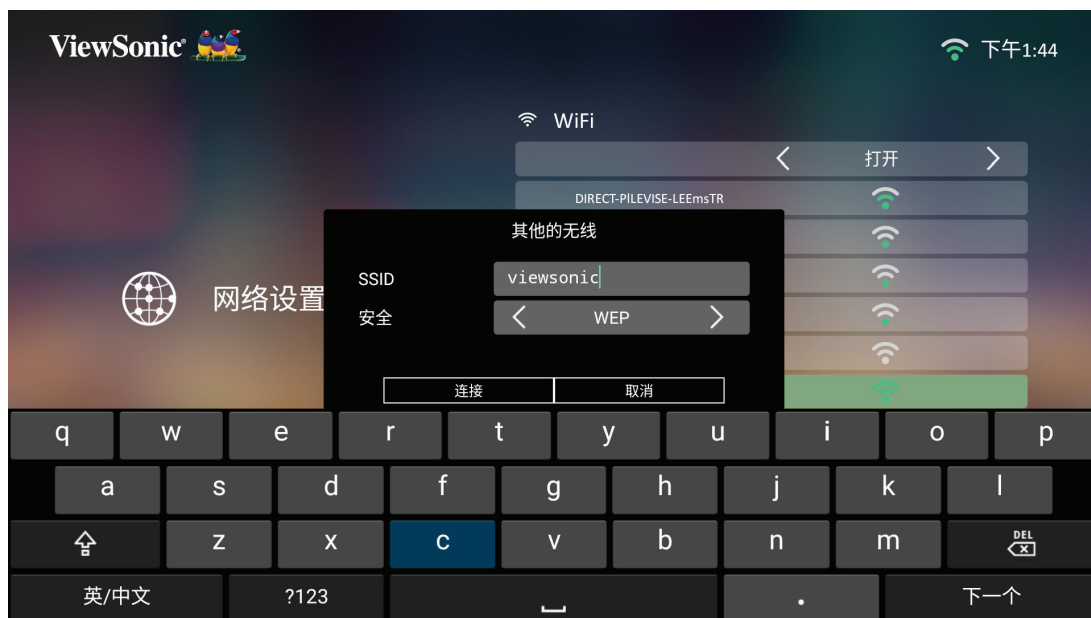 ViewSonic®
下午1:44
WiFi
打开
DIRECT-PILEVISE-LEEmsTR
网络设置
其他的无线
SSID viewsonic
安全 WEP
连接 取消
q w e r t y u i o p
a s d f g h j k l
z x c v b n m DEL
英/中文 ?123 . 下一个